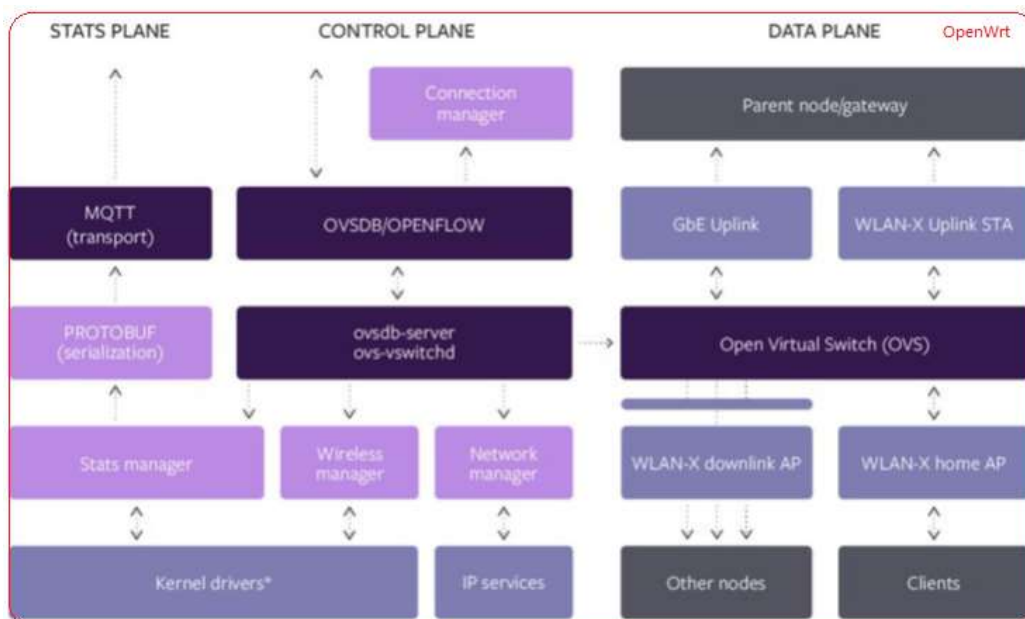 STATS PLANE
CONTROL PLANE
DATA PLANE
OpenWrt
Connection
manager
Parent node/gateway
MQTT
(transport)
OVSDB/OPENFLOW
GbE Uplink
WLAN-X Uplink STA
PROTOBUF
(serialization)
ovsdb-server
ovs-vswitchd
Open Virtual Switch (OVS)
Stats manager
Wireless
manager
Network
manager
WLAN-X downlink AP
WLAN-X home AP
Kernel drivers*
IP services
Other nodes
Clients